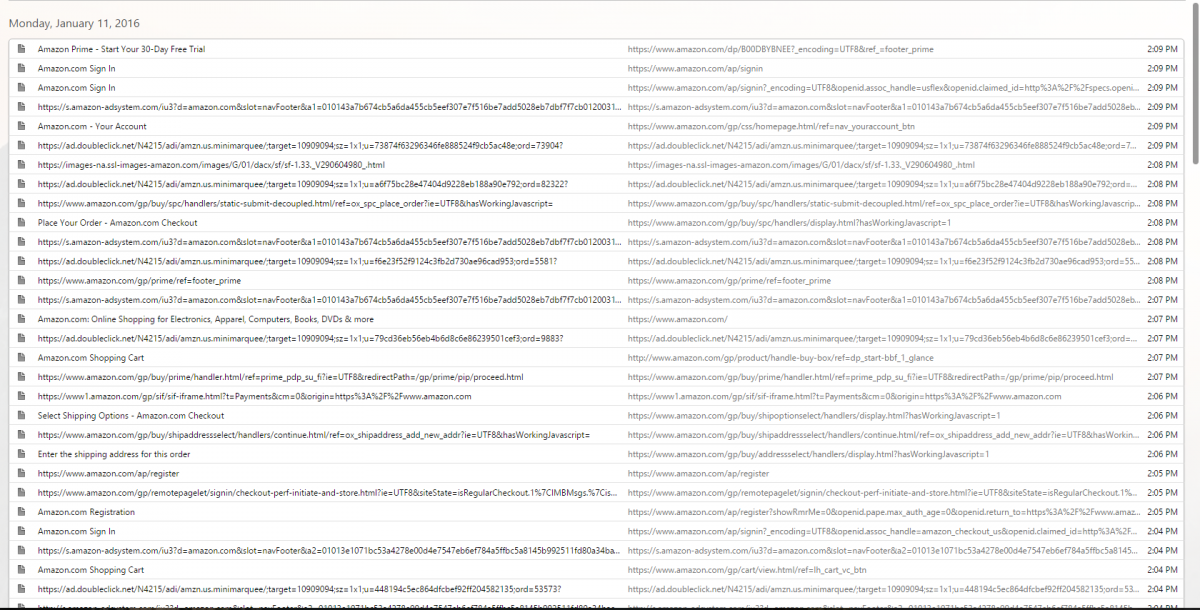 Monday, January 11, 2016
Amazon Prime - Start Your 30-Day Free Trial https://www.amazon.com/dp/B00DBYBNEE?_encoding=UTF8&ref_=footer_prime 2:09 PM
Amazon.com Sign In https://www.amazon.com/ap/signin 2:09 PM
Amazon.com Sign In https://www.amazon.com/ap/signin?_encoding=UTF8&openid.assoc_handle=usflex&openid.claimed_id=http%3A%2F%2Fspecs.openi... 2:09 PM
https://s.amazon-adsystem.com/iu3?d=amazon.com&slot=navFooter&a1=010143a7b674cb5a6da455cb5eef307e7f516be7add5028eb7dbf7f7cb0120031... https://s.amazon-adsystem.com/iu3?d=amazon.com&slot=navFooter&a1=010143a7b674cb5a6da455cb5eef307e7f516be7add5028eb... 2:09 PM
Amazon.com - Your Account https://www.amazon.com/gp/css/homepage.html/ref=nav_youraccount_btn 2:09 PM
https://ad.doubleclick.net/N4215/adi/amzn.us.minimarquee/;target=10909094;sz=1x1;u=73874f63296346fe888524f9cb5ac48e;ord=73904? https://ad.doubleclick.net/N4215/adi/amzn.us.minimarquee/;target=10909094;sz=1x1;u=73874f63296346fe888524f9cb5ac48e;ord=7... 2:09 PM
https://images-na.ssl-images-amazon.com/images/G/01/dacx/sf/sf-1.33._V290604980_.html https://images-na.ssl-images-amazon.com/images/G/01/dacx/sf/sf-1.33._V290604980_.html 2:08 PM
https://ad.doubleclick.net/N4215/adi/amzn.us.minimarquee/;target=10909094;sz=1x1;u=a6f75bc28e47404d9228eb188a90e792;ord=82322? https://ad.doubleclick.net/N4215/adi/amzn.us.minimarquee/;target=10909094;sz=1x1;u=a6f75bc28e47404d9228eb188a90e792;ord=... 2:08 PM
https://www.amazon.com/gp/buy/spc/handlers/static-submit-decoupled.html/ref=ox_spc_place_order?ie=UTF8&hasWorkingJavascript= https://www.amazon.com/gp/buy/spc/handlers/static-submit-decoupled.html/ref=ox_spc_place_order?ie=UTF8&hasWorkingJavascrip... 2:08 PM
Place Your Order - Amazon.com Checkout https://www.amazon.com/gp/buy/spc/handlers/display.html?hasWorkingJavascript=1 2:08 PM
https://s.amazon-adsystem.com/iu3?d=amazon.com&slot=navFooter&a1=010143a7b674cb5a6da455cb5eef307e7f516be7add5028eb7dbf7f7cb0120031... https://s.amazon-adsystem.com/iu3?d=amazon.com&slot=navFooter&a1=010143a7b674cb5a6da455cb5eef307e7f516be7add5028eb... 2:08 PM
https://ad.doubleclick.net/N4215/adi/amzn.us.minimarquee/;target=10909094;sz=1x1;u=f6e23f52f9124c3fb2d730ae96cad953;ord=5581? https://ad.doubleclick.net/N4215/adi/amzn.us.minimarquee/;target=10909094;sz=1x1;u=f6e23f52f9124c3fb2d730ae96cad953;ord=55... 2:08 PM
https://www.amazon.com/gp/prime/ref=footer_prime https://www.amazon.com/gp/prime/ref=footer_prime 2:08 PM
https://s.amazon-adsystem.com/iu3?d=amazon.com&slot=navFooter&a1=010143a7b674cb5a6da455cb5eef307e7f516be7add5028eb7dbf7f7cb0120031... https://s.amazon-adsystem.com/iu3?d=amazon.com&slot=navFooter&a1=010143a7b674cb5a6da455cb5eef307e7f516be7add5028eb... 2:07 PM
Amazon.com: Online Shopping for Electronics, Apparel, Computers, Books, DVDs & more https://www.amazon.com/ 2:07 PM
https://ad.doubleclick.net/N4215/adi/amzn.us.minimarquee/;target=10909094;sz=1x1;u=79cd36eb56eb4b6d8c6e86239501cef3;ord=9883? https://ad.doubleclick.net/N4215/adi/amzn.us.minimarquee/;target=10909094;sz=1x1;u=79cd36eb56eb4b6d8c6e86239501cef3;ord=... 2:07 PM
Amazon.com Shopping Cart http://www.amazon.com/gp/product/handle-buy-box/ref=dp_start-bbf_1_glance 2:07 PM
https://www.amazon.com/gp/buy/prime/handler.html/ref=prime_pdp_su_fi?ie=UTF8&redirectPath=/gp/prime/pip/proceed.html https://www.amazon.com/gp/buy/prime/handler.html/ref=prime_pdp_su_fi?ie=UTF8&redirectPath=/gp/prime/pip/proceed.html 2:07 PM
https://www1.amazon.com/gp/sif/sif-iframe.html?t=Payments&cm=0&origin=https%3A%2F%2Fwww.amazon.com https://www1.amazon.com/gp/sif/sif-iframe.html?t=Payments&cm=0&origin=https%3A%2F%2Fwww.amazon.com 2:06 PM
Select Shipping Options - Amazon.com Checkout https://www.amazon.com/gp/buy/shipoptionselect/handlers/display.html?hasWorkingJavascript=1 2:06 PM
https://www.amazon.com/gp/buy/shipaddressselect/handlers/continue.html/ref=ox_shipaddress_add_new_addr?ie=UTF8&hasWorkingJavascript= https://www.amazon.com/gp/buy/shipaddressselect/handlers/continue.html/ref=ox_shipaddress_add_new_addr?ie=UTF8&hasWorkin... 2:06 PM
Enter the shipping address for this order https://www.amazon.com/gp/buy/addressselect/handlers/display.html?hasWorkingJavascript=1 2:06 PM
https://www.amazon.com/ap/register https://www.amazon.com/ap/register 2:05 PM
https://www.amazon.com/gp/remotepagelet/signin/checkout-perf-initiate-and-store.html?ie=UTF8&siteState=isRegularCheckout.1%7CIMBMsgs.%7Cis... https://www.amazon.com/gp/remotepagelet/signin/checkout-perf-initiate-and-store.html?ie=UTF8&siteState=isRegularCheckout.1%... 2:05 PM
Amazon.com Registration https://www.amazon.com/ap/register?showRmrMe=0&openid.pape.max_auth_age=0&openid.return_to=https%3A%2F%2Fwww.amaz... 2:05 PM
Amazon.com Sign In https://www.amazon.com/ap/signin?_encoding=UTF8&openid.assoc_handle=amazon_checkout_us&openid.claimed_id=http%3A%2F... 2:04 PM
https://s.amazon-adsystem.com/iu3?d=amazon.com&slot=navFooter&a2=01013e1071bc53a4278e00d4e7547eb6ef784a5ffbc5a8145b992511fd80a34ba... https://s.amazon-adsystem.com/iu3?d=amazon.com&slot=navFooter&a2=01013e1071bc53a4278e00d4e7547eb6ef784a5ffbc5a8145... 2:04 PM
Amazon.com Shopping Cart https://www.amazon.com/gp/cart/view.html/ref=lh_cart_vc_btn 2:04 PM
https://ad.doubleclick.net/N4215/adi/amzn.us.minimarquee/;target=10909094;sz=1x1;u=448194c5ec864dfcbef92ff204582135;ord=53573? https://ad.doubleclick.net/N4215/adi/amzn.us.minimarquee/;target=10909094;sz=1x1;u=448194c5ec864dfcbef92ff204582135;ord=... 2:04 PM